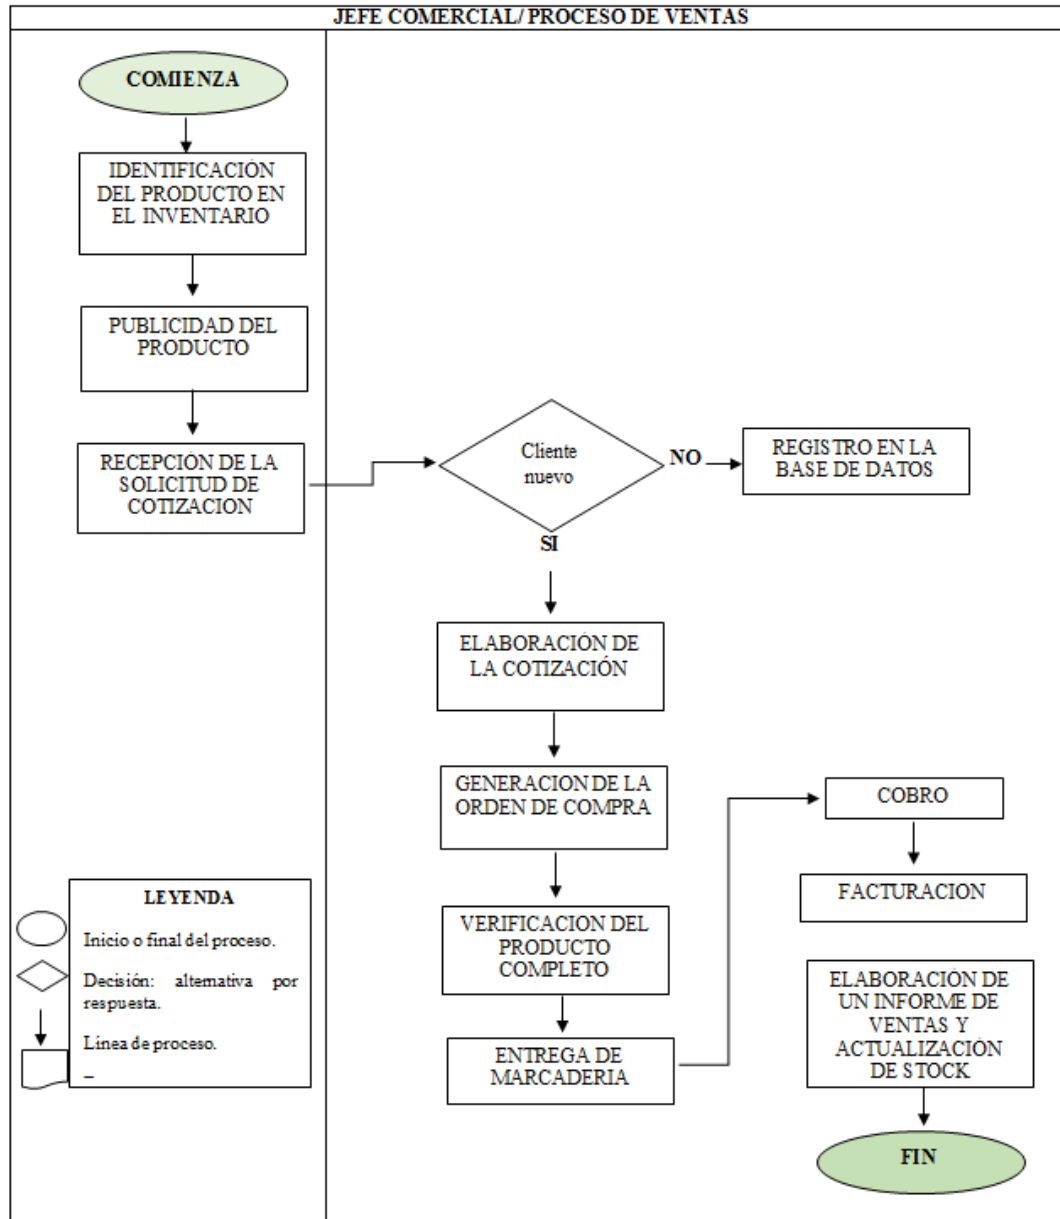 JEFE COMERCIAL/ PROCESO DE VENTAS
COMIENZA
IDENTIFICACIÓN
DEL PRODUCTO EN
EL INVENTARIO
PUBLICIDAD DEL
PRODUCTO
RECEPCIÓN DE LA
SOLICITUD DE
COTIZACION
Cliente
nuevo
NO
REGISTRO EN LA
BASE DE DATOS
SI
ELABORACIÓN DE
LA COTIZACIÓN
GENERACION DE LA
ORDEN DE COMPRA
VERIFICACION DEL
PRODUCTO
COMPLETO
ENTREGA DE
MARCADERIA
COBRO
FACTURACION
ELABORACIÓN DE
UN INFORME DE
VENTAS Y
ACTUALIZACIÓN
DE STOCK
FIN
LEYENDA
Inicio o final del proceso.
Decisión: alternativa por
respuesta.
Linea de proceso.
–